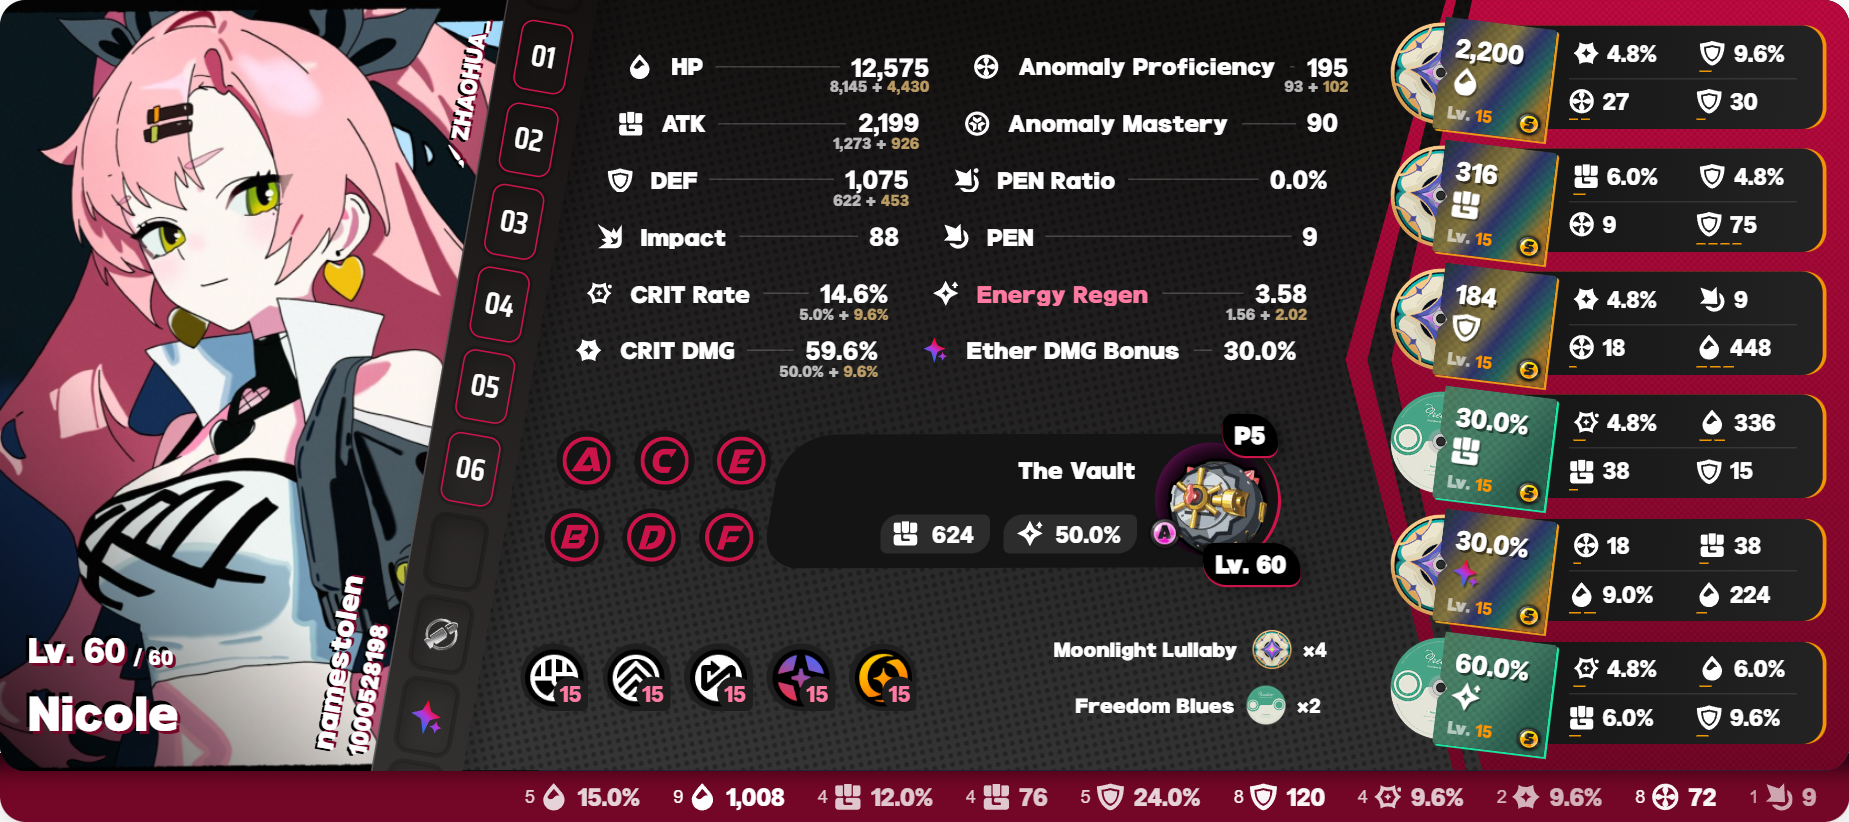 ZHAOHUA_
Lv. 60 / 60
Nicole
namestolen
1000528198
01
02
03
04
05
06
HP 12,575
8,145 + 4,430
ATK 2,199
1,273 + 926
DEF 1,075
622 + 453
Impact 88
CRIT Rate 14.6%
5.0% + 9.6%
CRIT DMG 59.6%
50.0% + 9.6%
Anomaly Proficiency 195
93 + 102
Anomaly Mastery 90
PEN Ratio 0.0%
PEN 9
Energy Regen 3.58
1.56 + 2.02
Ether DMG Bonus 30.0%
A C E
B D F
P5
The Vault
624 50.0%
A
Lv. 60
15 15 15 15 15
Moonlight Lullaby ×4
Freedom Blues ×2
2,200
Lv. 15 S
4.8% 9.6%
27 30
316
Lv. 15 S
6.0% 4.8%
9 75
184
Lv. 15 S
4.8% 9
18 448
30.0%
Lv. 15 S
4.8% 336
38 15
30.0%
Lv. 15 S
18 38
9.0% 224
60.0%
Lv. 15 S
4.8% 6.0%
6.0% 9.6%
5 15.0% 9 1,008 4 12.0% 4 76 5 24.0% 8 120 4 9.6% 2 9.6% 8 72 1 9